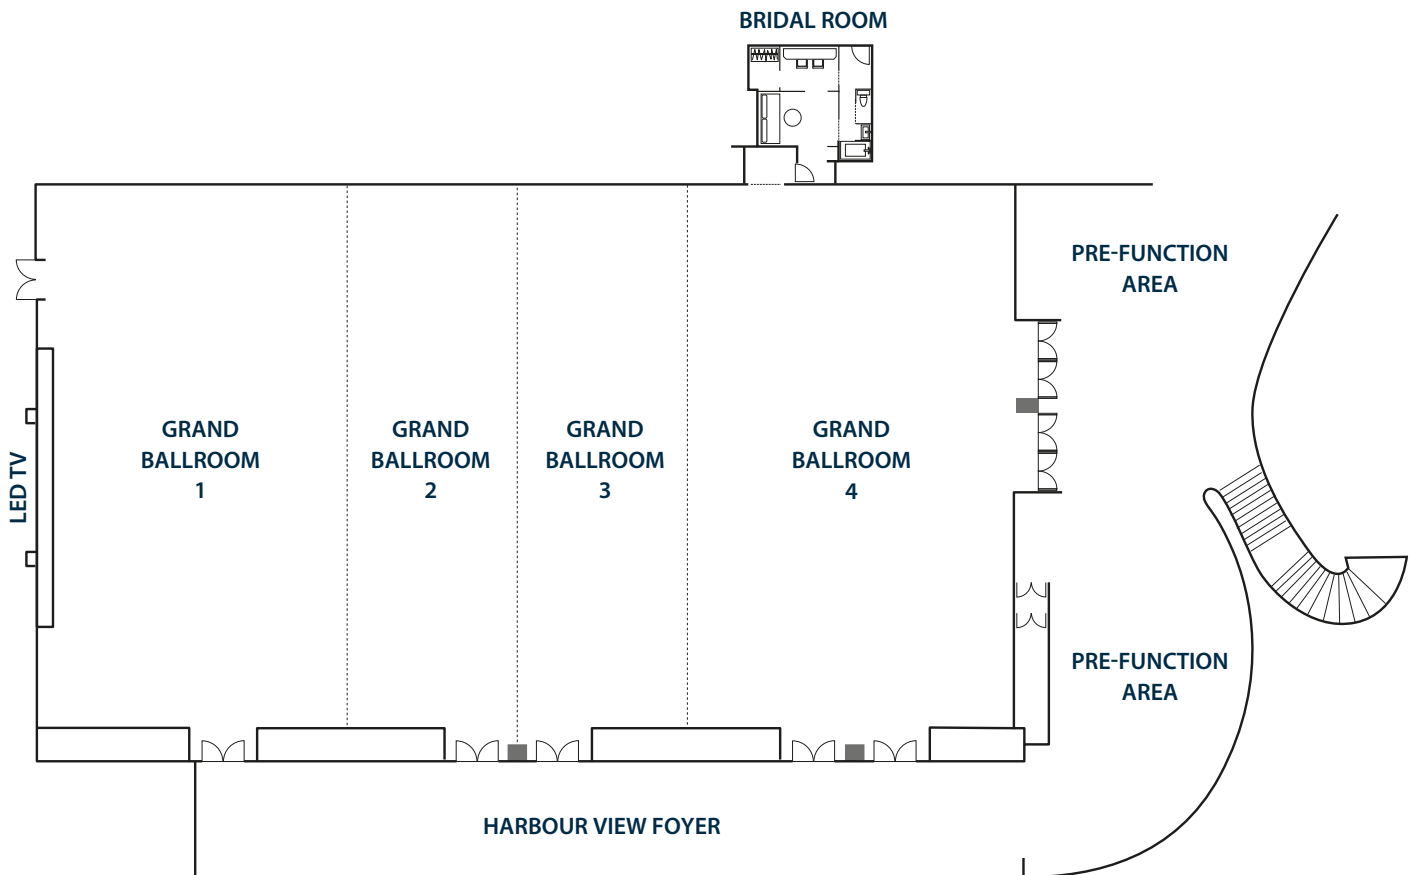 BRIDAL ROOM
PRE-FUNCTION
AREA
LED TV
GRAND
BALLROOM
1
GRAND
BALLROOM
2
GRAND
BALLROOM
3
GRAND
BALLROOM
4
PRE-FUNCTION
AREA
HARBOUR VIEW FOYER